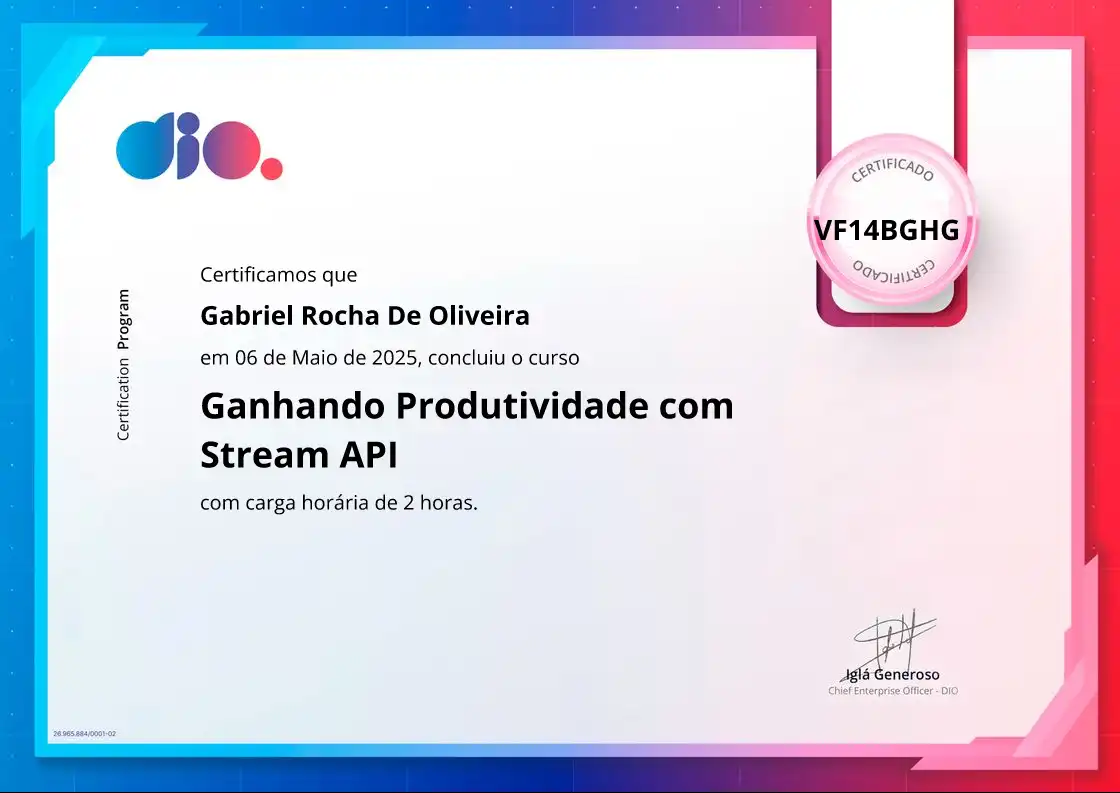 dio.
CERTIFICADO
VF14BGHG
CERTIFICADO
Certificamos que
Gabriel Rocha De Oliveira
em 06 de Maio de 2025, concluiu o curso
Ganhando Produtividade com
Stream API
com carga horária de 2 horas.
Certification Program
Iglá Generoso
Chief Enterprise Officer - DIO
26.965.884/0001-02